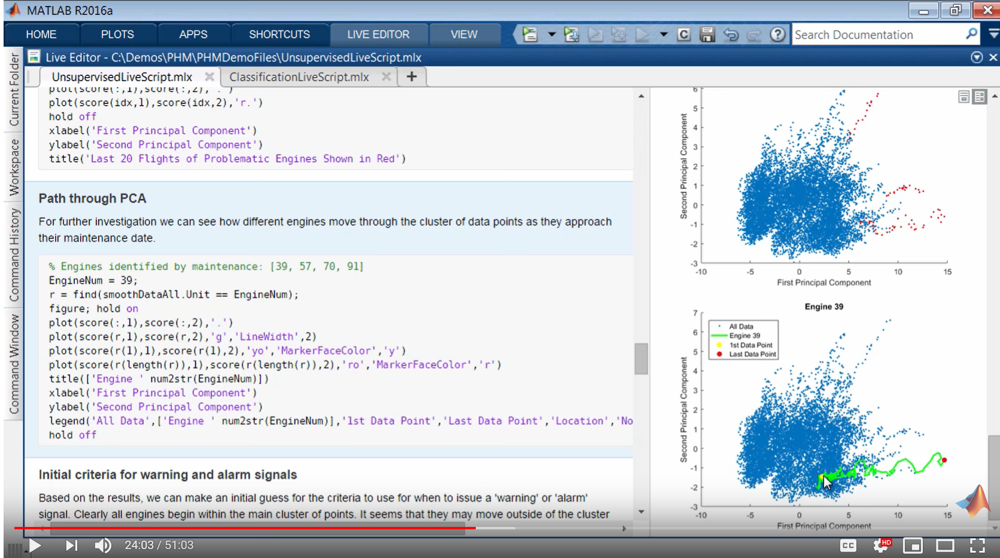 MATLAB R2016a
HOME PLOTS APPS SHORTCUTS LIVE EDITOR VIEW C ? Search Documentation
Live Editor - C:\Demos\PHM\PHMDemoFiles\UnsupervisedLiveScript.mlx
UnsupervisedLiveScript.mlx ClassificationLiveScript.mlx +
Current Folder
Workspace
Command History
Command Window
plot(score(:,1),score(:,2),'.')
plot(score(idx,1),score(idx,2),'r.')
hold off
xlabel('First Principal Component')
ylabel('Second Principal Component')
title('Last 20 Flights of Problematic Engines Shown in Red')
Path through PCA
For further investigation we can see how different engines move through the cluster of data points as they approach
their maintenance date.
% Engines identified by maintenance: [39, 57, 70, 91]
EngineNum = 39;
r = find(smoothDataAll.Unit == EngineNum);
figure; hold on
plot(score(:,1),score(:,2),'.')
plot(score(r,1),score(r,2),'g','LineWidth',2)
plot(score(r(1),1),score(r(1),2),'yo','MarkerFaceColor','y')
plot(score(r(length(r)),1),score(r(length(r)),2),'ro','MarkerFaceColor','r')
title(['Engine ' num2str(EngineNum)])
xlabel('First Principal Component')
ylabel('Second Principal Component')
legend('All Data',['Engine ' num2str(EngineNum)],'1st Data Point','Last Data Point','Location','No
hold off
Initial criteria for warning and alarm signals
Based on the results, we can make an initial guess for the criteria to use for when to issue a 'warning' or 'alarm'
signal. Clearly all engines begin within the main cluster of points. It seems that they may move outside of the cluster
6
5
4
3
2
1
0
-1
-2
-3
Second Principal Component
-10 -5 0 5 10 15
First Principal Component
Engine 39
All Data
Engine 39
1st Data Point
Last Data Point
7
6
5
4
3
2
1
0
-1
-2
-3
Second Principal Component
-10 -5 0 5 10 15
First Principal Component
24:03 / 51:03
CC HD